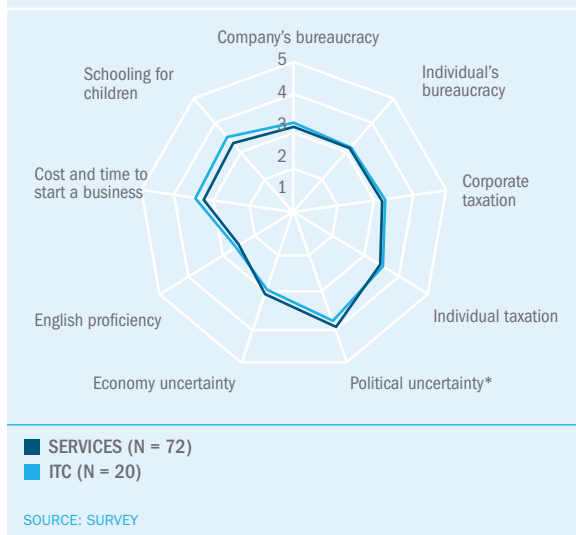 Company’s bureaucracy
5
Schooling for
children
Individual’s
bureaucracy
4
3
2
1
Cost and time to
start a business
Corporate
taxation
English proficiency
Individual taxation
Economy uncertainty
Political uncertainty*
SERVICES (N = 72)
ITC (N = 20)
SOURCE: SURVEY